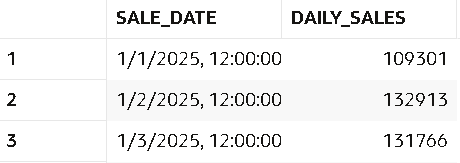 SALE_DATE DAILY_SALES
1 1/1/2025, 12:00:00 109301
2 1/2/2025, 12:00:00 132913
3 1/3/2025, 12:00:00 131766